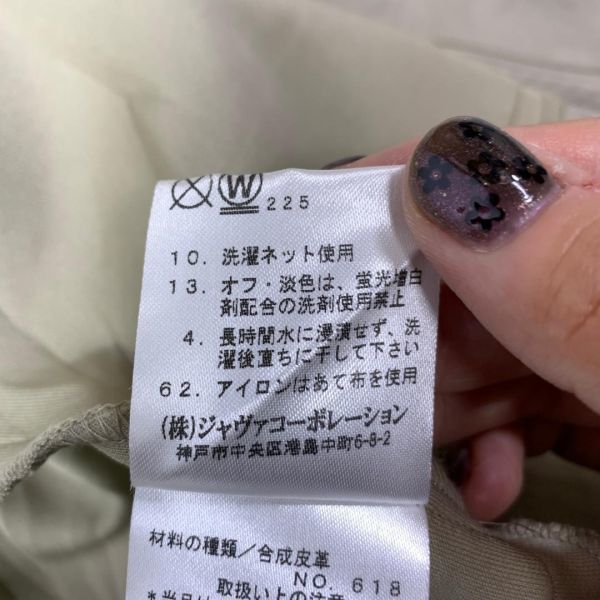 W 225
10. 洗濯ネット使用
13. オフ・淡色は、蛍光増白
剤配合の洗剤使用禁止
4. 長時間水に浸漬せず、洗
濯後直ちに干して下さい
62. アイロンはあて布を使用
(株)ジャヴァコーポレーション
神戸市中央区港島中町6-8-2
材料の種類/合成皮革
NO. 618
取扱い上の注意